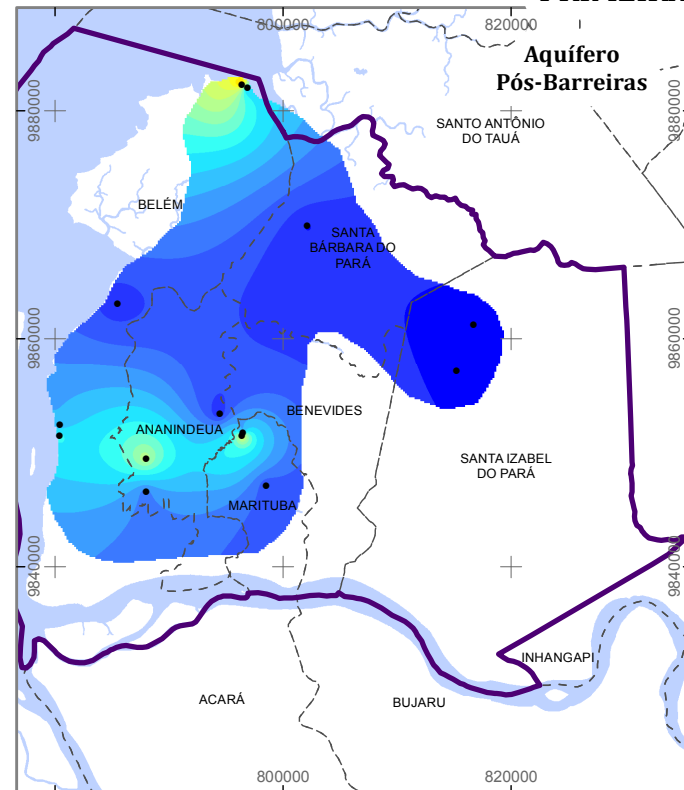 800000
820000
Aquífero
Pós-Barreiras
9880000
9880000
SANTO ANTÔNIO
DO TAUÁ
BELÉM
SANTA
BÁRBARA DO
PARÁ
9860000
9860000
ANANINDEUA
BENEVIDES
SANTA IZABEL
DO PARÁ
MARITUBA
9840000
9840000
INHANGAPI
ACARÁ
BUJARU
800000
820000